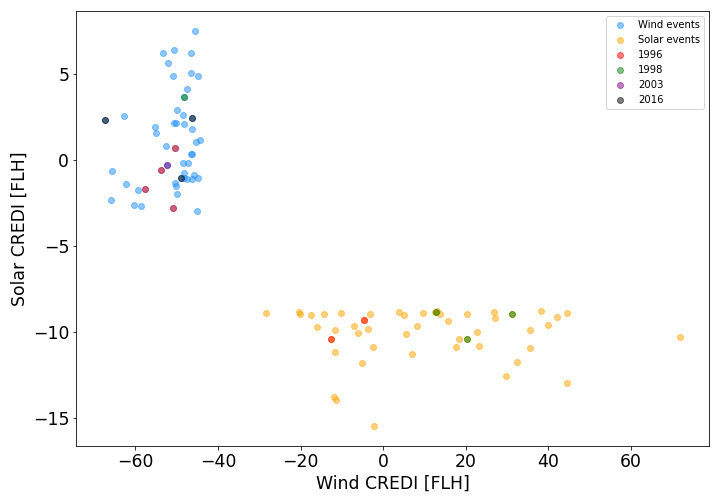 Wind events
Solar events
1996
1998
2003
2016
5
0
−5
−10
−15
Solar CREDI [FLH]
−60 −40 −20 0 20 40 60
Wind CREDI [FLH]